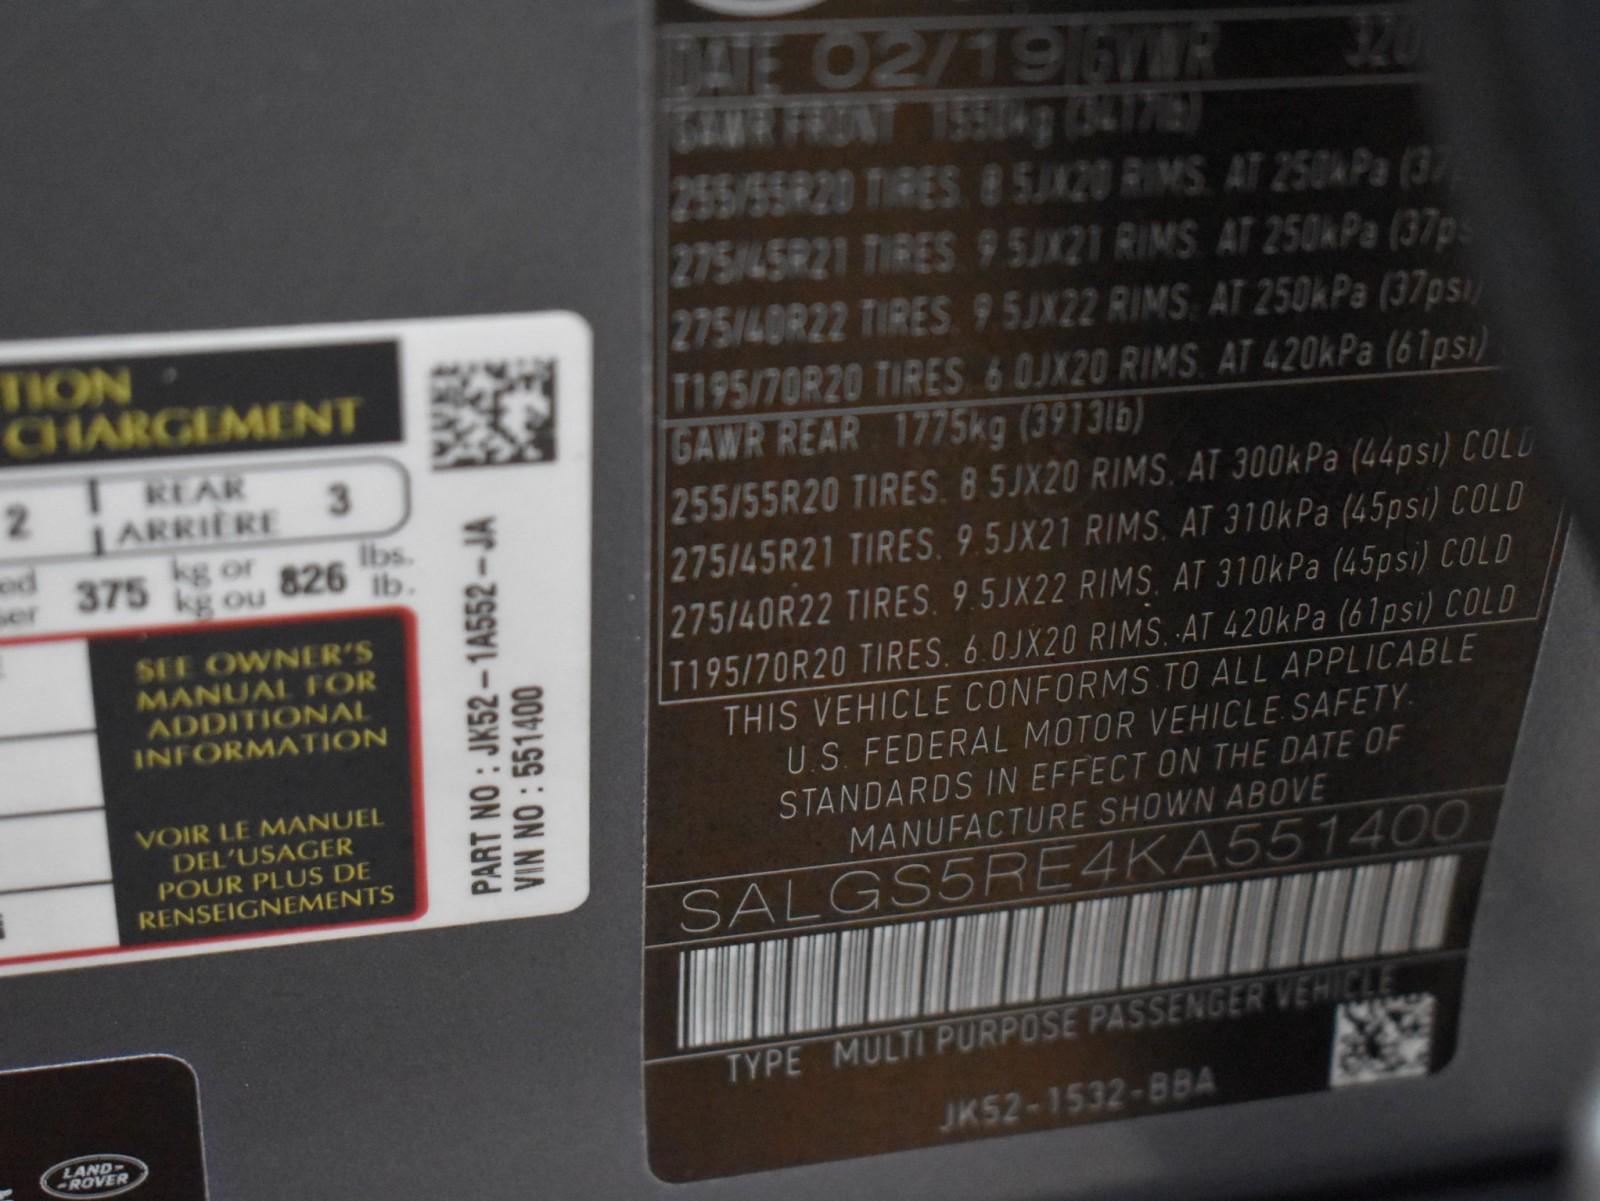 TION
CHARGEMENT
2 REAR 3
ARRIÈRE
375 kg or 826 lbs.
kg ou lb.
SEE OWNER'S
MANUAL FOR
ADDITIONAL
INFORMATION
VOIR LE MANUEL
DEL'USAGER
POUR PLUS DE
RENSEIGNEMENTS
PART NO : JK52-1A552-JA
VIN NO : 551400
LAND-
-ROVER
DATE 02/19 GVWR 320
GAWR FRONT 1550kg (3417lb)
255/55R20 TIRES. 8.5JX20 RIMS. AT 250kPa (37
275/45R21 TIRES. 9.5JX21 RIMS. AT 250kPa (37ps
275/40R22 TIRES. 9.5JX22 RIMS. AT 250kPa (37psi)
T195/70R20 TIRES. 6.0JX20 RIMS. AT 420kPa (61psi)
GAWR REAR 1775kg (3913lb)
255/55R20 TIRES. 8.5JX20 RIMS. AT 300kPa (44psi) COLD
275/45R21 TIRES. 9.5JX21 RIMS. AT 310kPa (45psi) COLD
275/40R22 TIRES. 9.5JX22 RIMS. AT 310kPa (45psi) COLD
T195/70R20 TIRES. 6.0JX20 RIMS. AT 420kPa (61psi) COLD
THIS VEHICLE CONFORMS TO ALL APPLICABLE
U.S. FEDERAL MOTOR VEHICLE SAFETY
STANDARDS IN EFFECT ON THE DATE OF
MANUFACTURE SHOWN ABOVE
SALGS5RE4KA551400
TYPE MULTI PURPOSE PASSENGER VEHICLE
JK52-1532-BBA